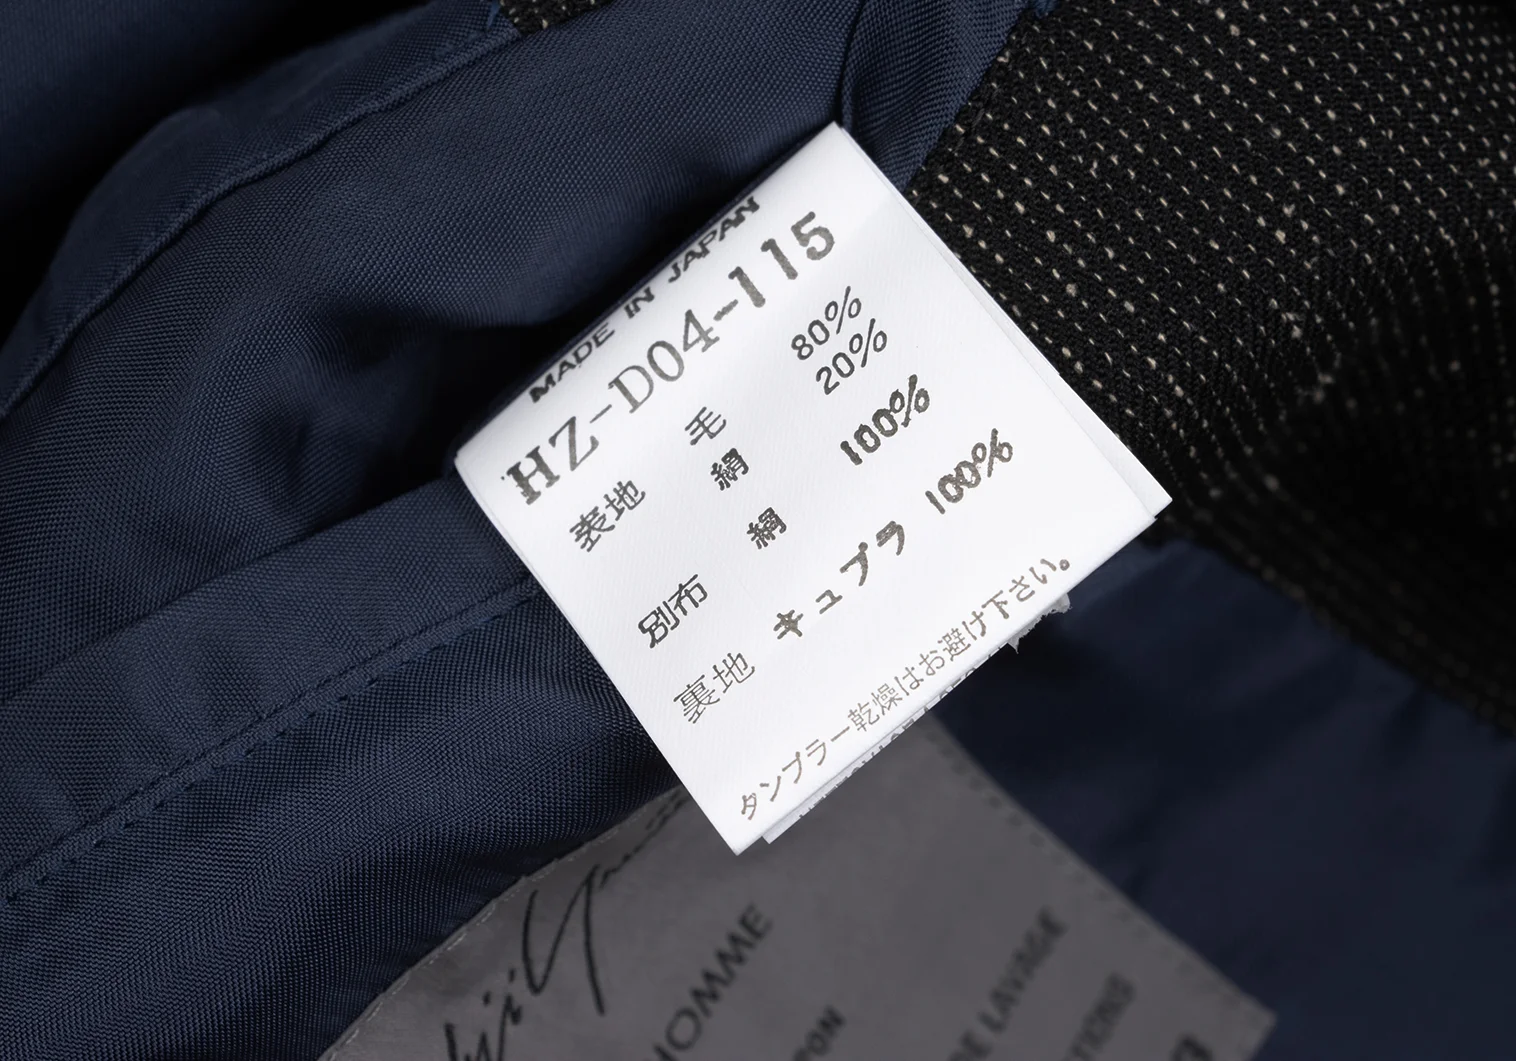 MADE IN JAPAN
HZ-D04-115
表地 毛 80%
絹 20%
別布 絹 100%
裏地 キュプラ 100%
タンブラー乾燥はお避け下さい。
HOMME
DE LAVAGE